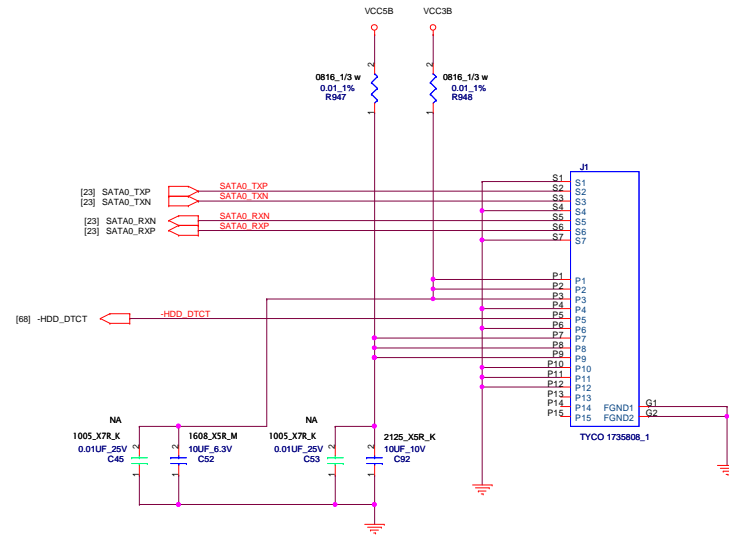 VCC5B VCC3B
2 2
0816_1/3 w 0816_1/3 w
0.01_1% 0.01_1%
R947 R948
1 1
J1
S1 S1
[23] SATA0_TXP SATA0_TXP S2 S2
[23] SATA0_TXN SATA0_TXN S3 S3
S4 S4
[23] SATA0_RXN SATA0_RXN S5 S5
[23] SATA0_RXP SATA0_RXP S6 S6
S7 S7
P1 P1
P2 P2
P3 P3
P4 P4
[68] -HDD_DTCT -HDD_DTCT P5 P5
P6 P6
P7 P7
P8 P8
P9 P9
P10 P10
P11 P11
P12 P12
P13 P13
P14 P14 FGND1 G1
P15 P15 FGND2 G2
TYCO 1735808_1
NA NA
1005_X7R_K 2 2 1608_X5R_M 1005_X7R_K 2 2 2125_X5R_K
0.01UF_25V 10UF_6.3V 0.01UF_25V 10UF_10V
C45 C52 C53 C92
1 1 1 1